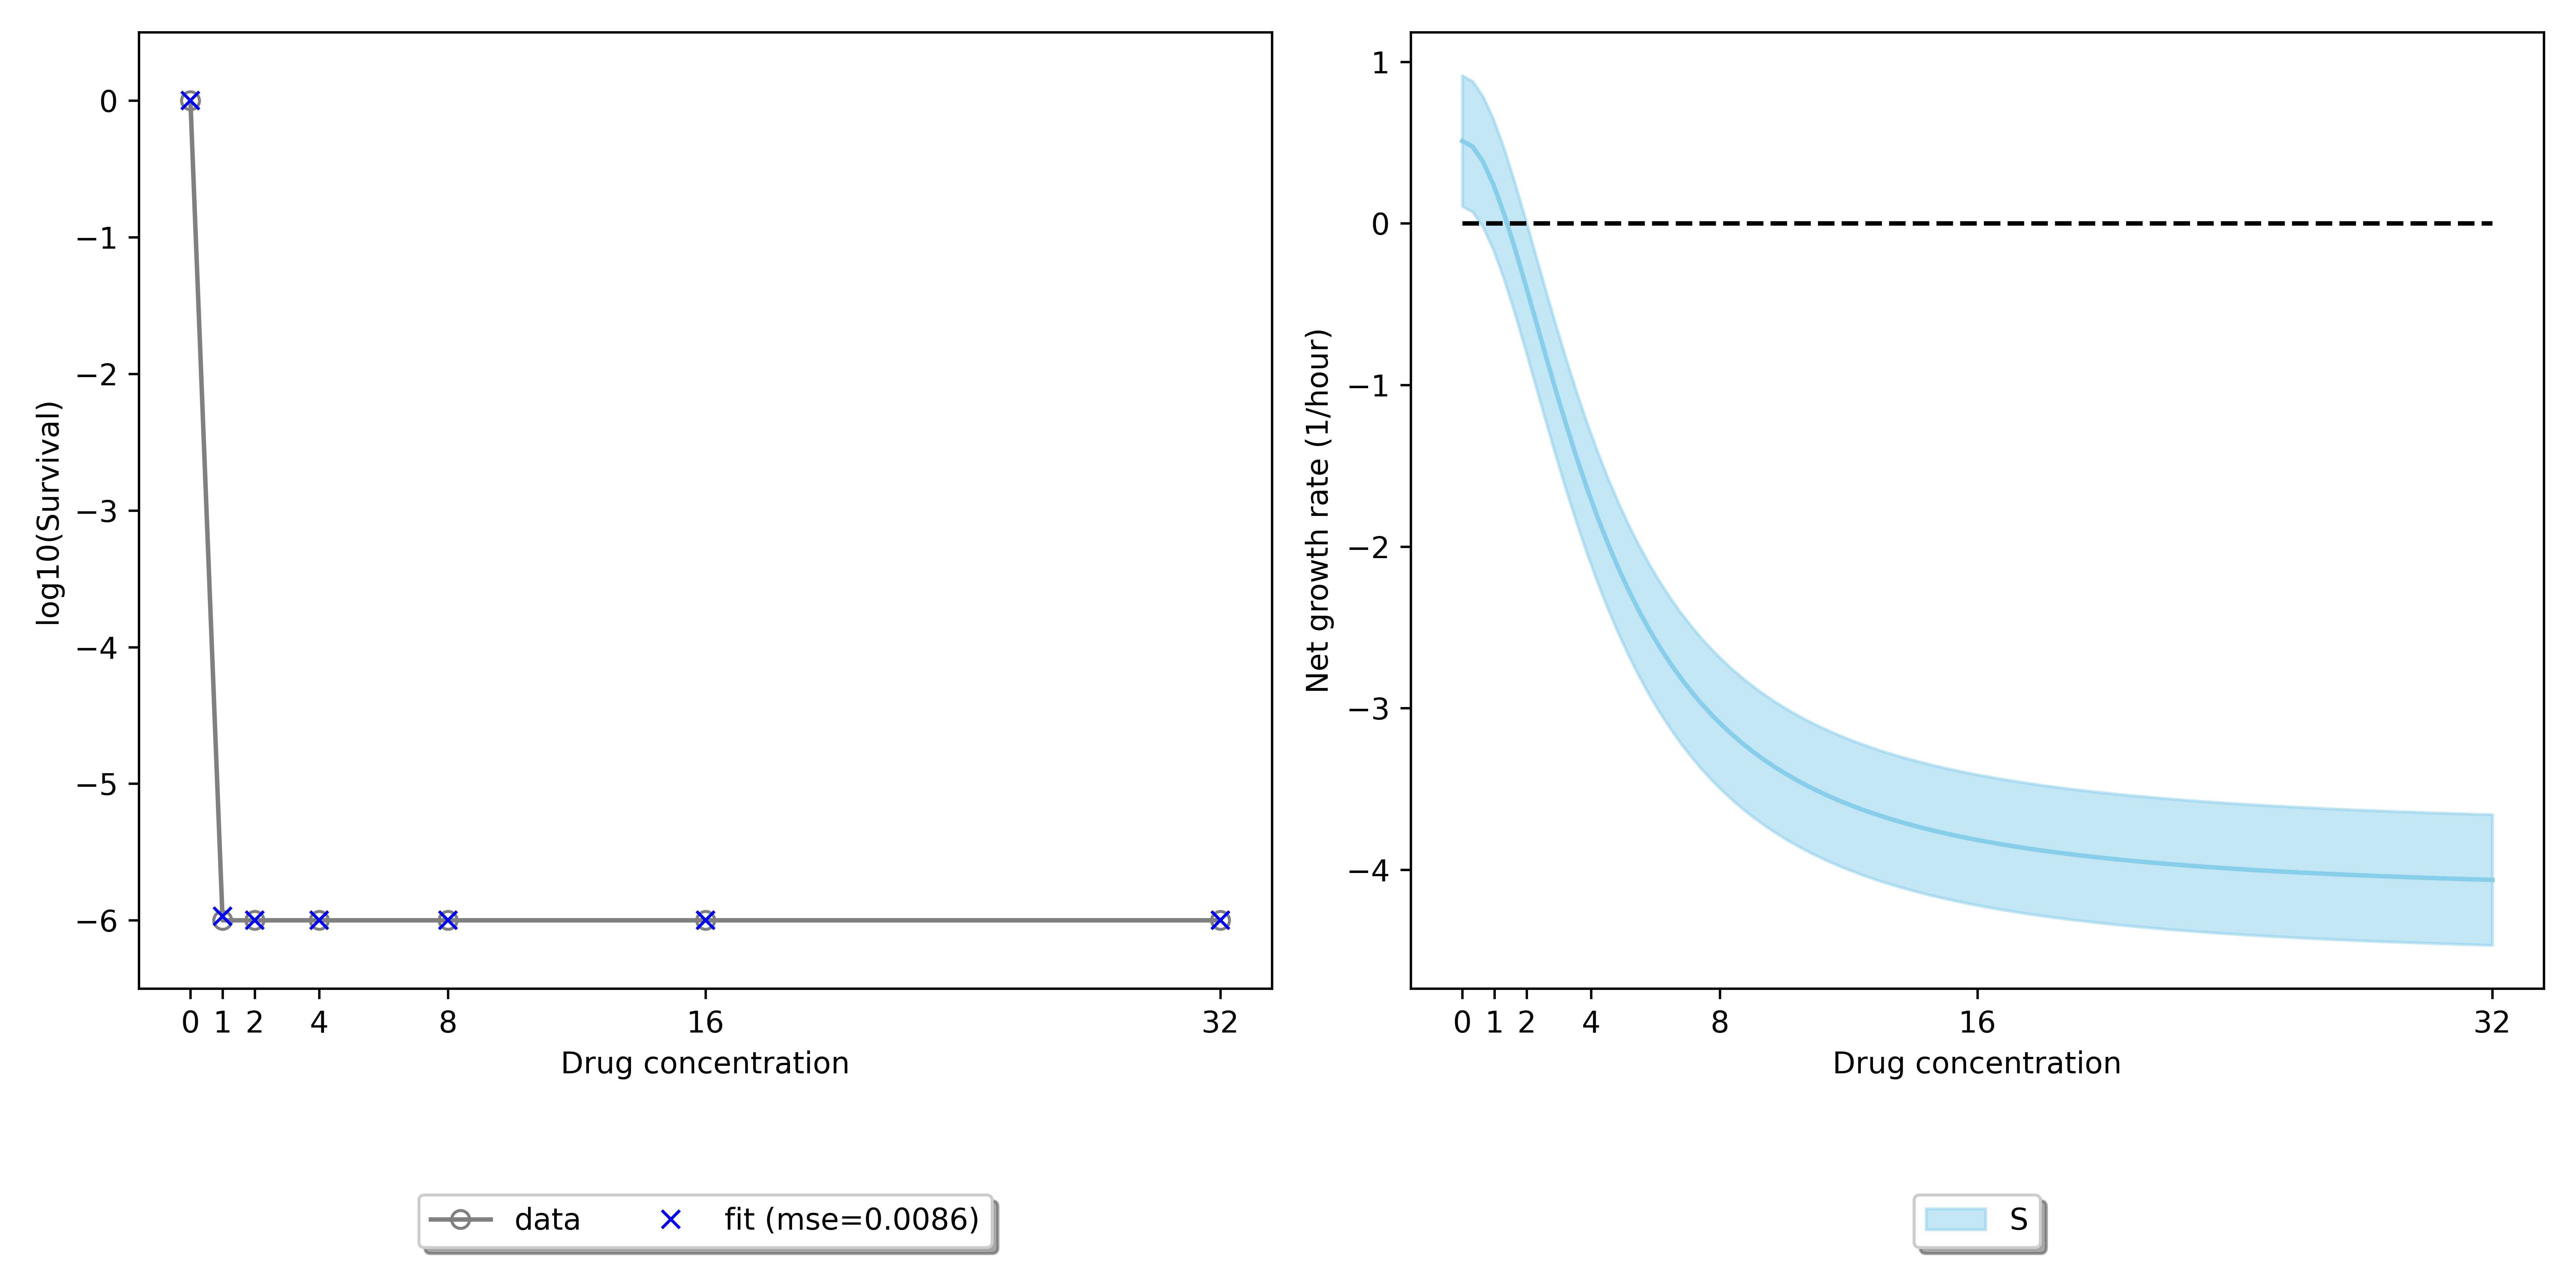 0
−1
−2
−3
−4
−5
−6
log10(Survival)
0 1 2 4 8 16 32
Drug concentration
data fit (mse=0.0086)
1
0
−1
−2
−3
−4
Net growth rate (1/hour)
0 1 2 4 8 16 32
Drug concentration
S